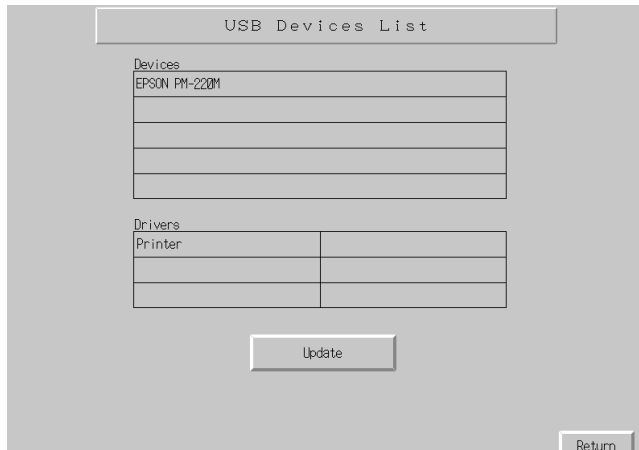 USB Devices List
Devices
EPSON PM-220M
Drivers
Printer
Update
Return